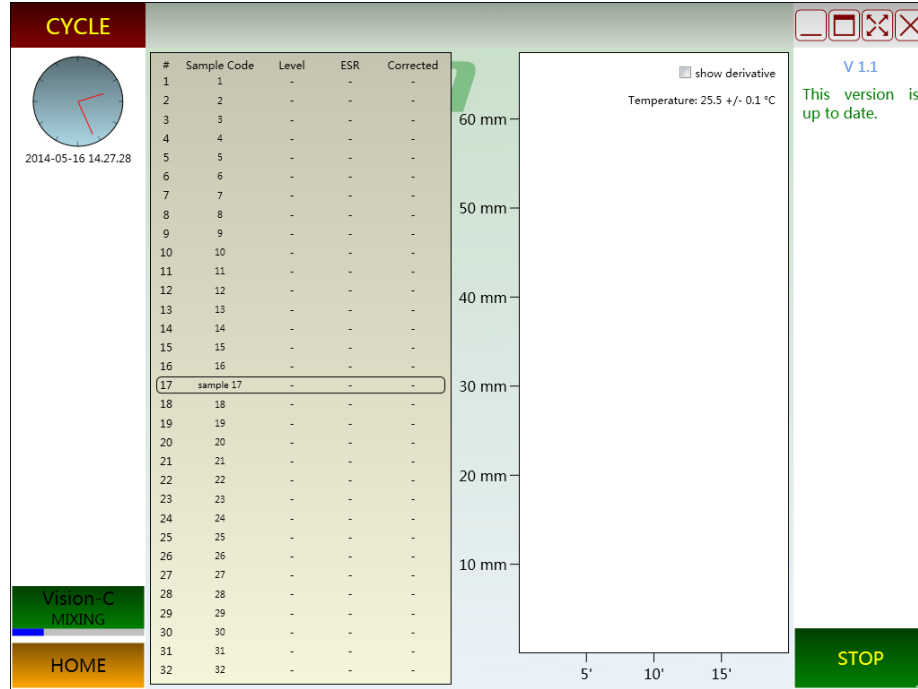 CYCLE
2014-05-16 14.27.28
Vision-C
MIXING
HOME
# Sample Code Level ESR Corrected
1 1 - - -
2 2 - - -
3 3 - - -
4 4 - - -
5 5 - - -
6 6 - - -
7 7 - - -
8 8 - - -
9 9 - - -
10 10 - - -
11 11 - - -
12 12 - - -
13 13 - - -
14 14 - - -
15 15 - - -
16 16 - - -
17 sample 17 - - -
18 18 - - -
19 19 - - -
20 20 - - -
21 21 - - -
22 22 - - -
23 23 - - -
24 24 - - -
25 25 - - -
26 26 - - -
27 27 - - -
28 28 - - -
29 29 - - -
30 30 - - -
31 31 - - -
32 32 - - -
show derivative
Temperature: 25.5 +/- 0.1 °C
60 mm
50 mm
40 mm
30 mm
20 mm
10 mm
5' 10' 15'
V 1.1
This version is
up to date.
STOP